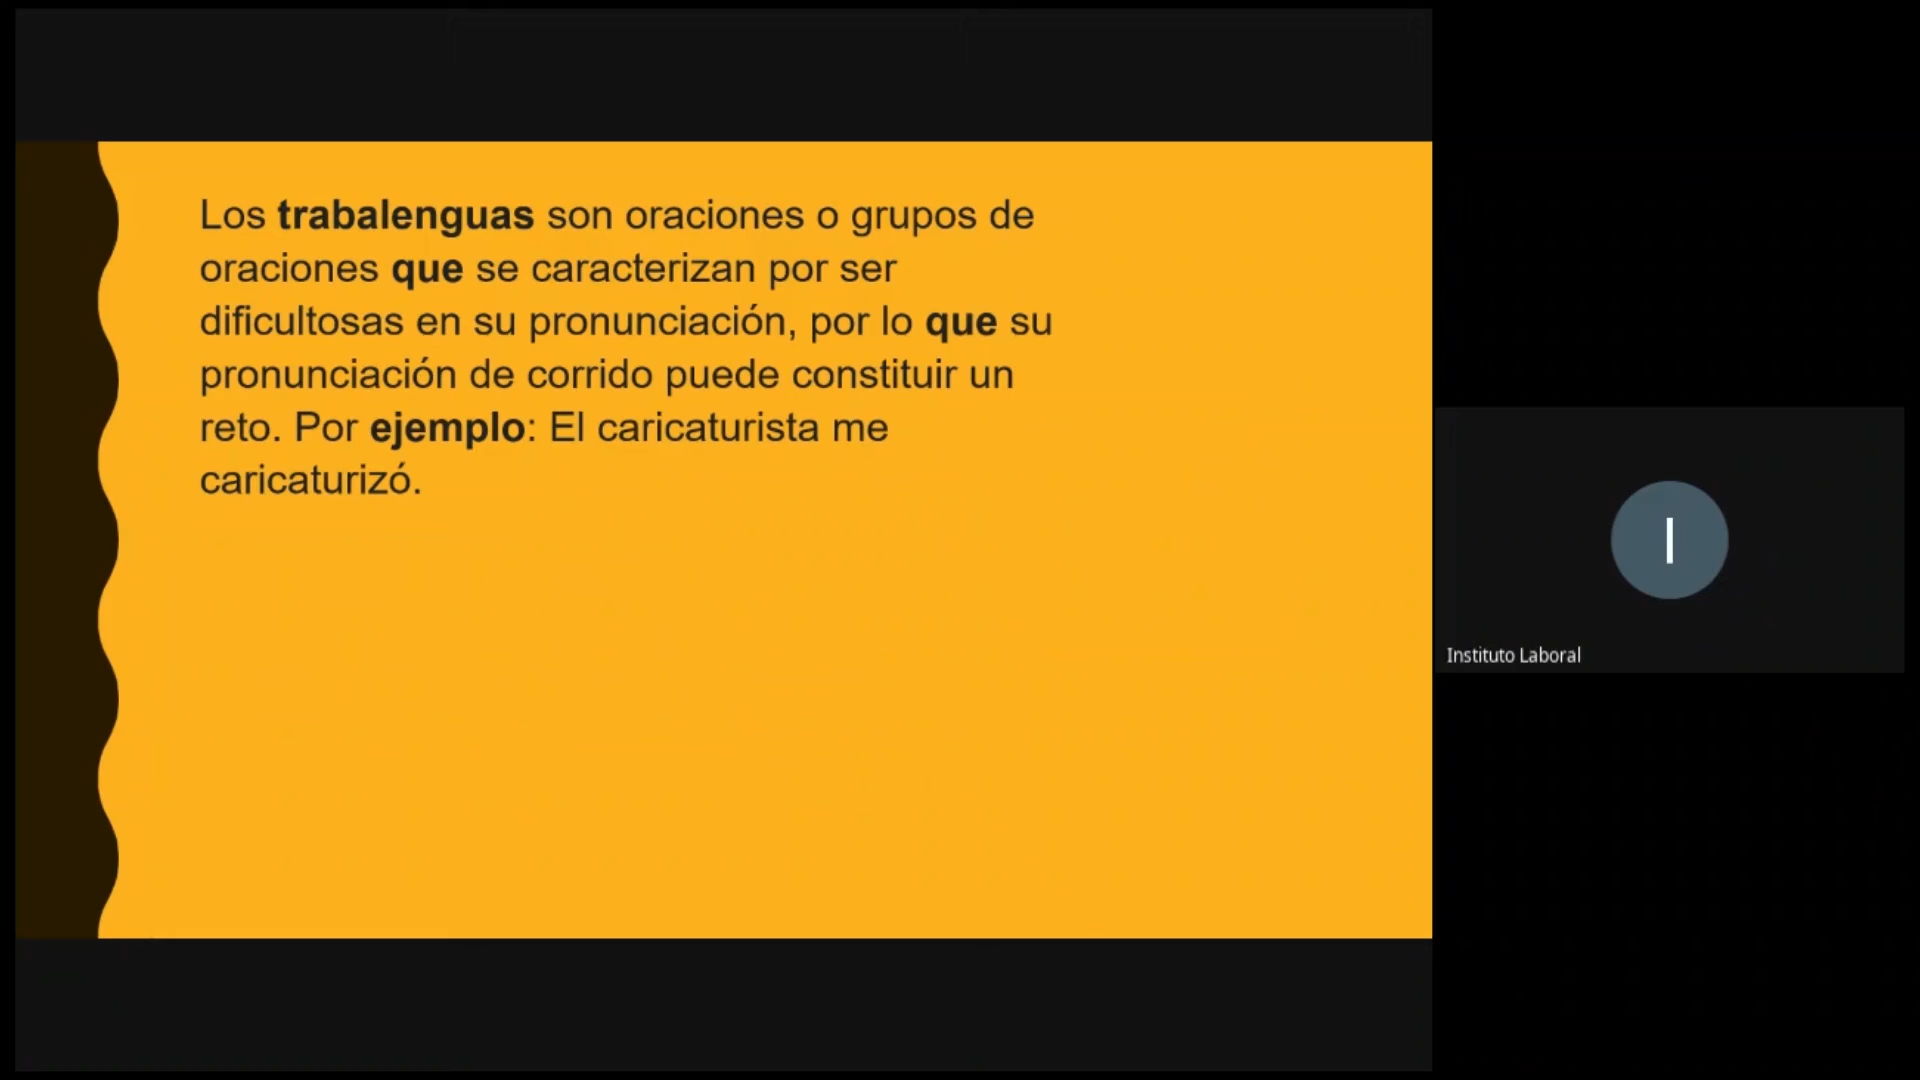 Los trabalenguas son oraciones o grupos de
oraciones que se caracterizan por ser
dificultosas en su pronunciación, por lo que su
pronunciación de corrido puede constituir un
reto. Por ejemplo: El caricaturista me
caricaturizó.
I
Instituto Laboral